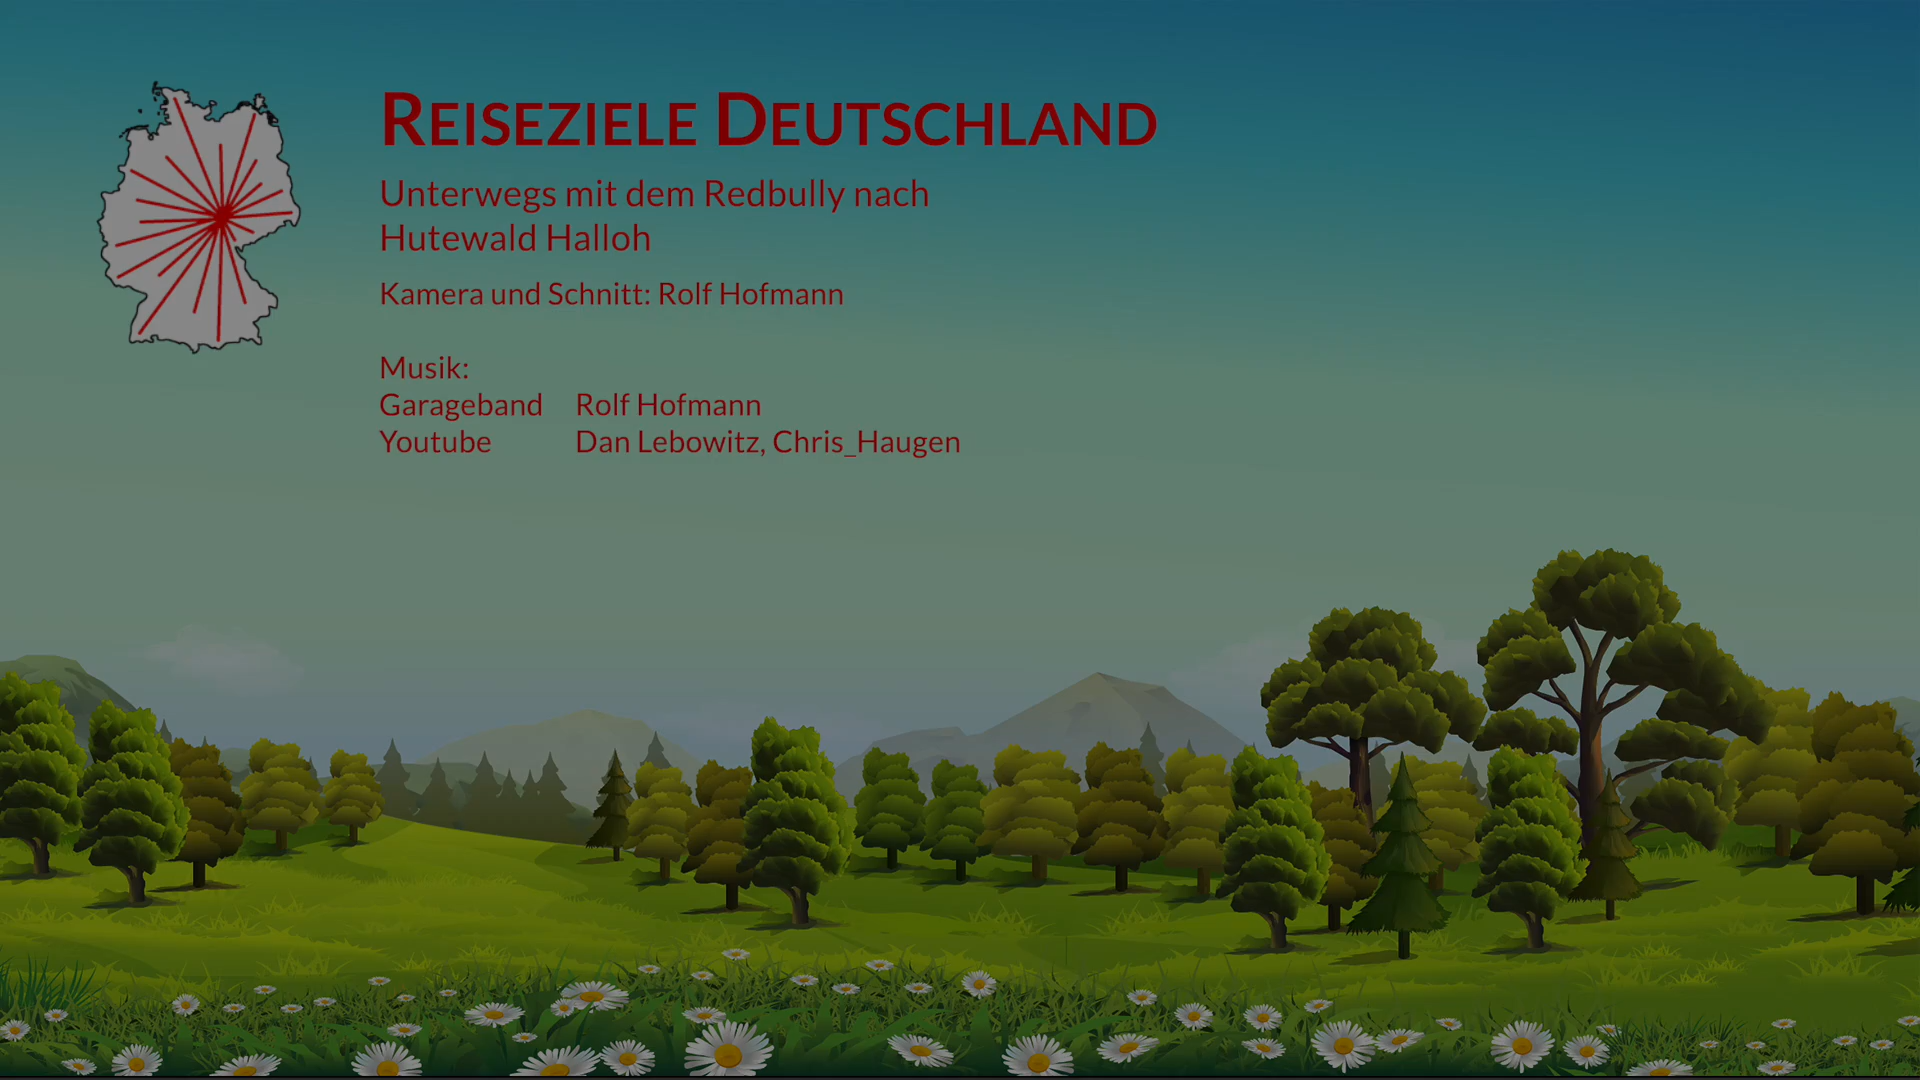 Reiseziele Deutschland
Unterwegs mit dem Redbully nach
Hutewald Halloh
Kamera und Schnitt: Rolf Hofmann
Musik:
Garageband Rolf Hofmann
Youtube Dan Lebowitz, Chris_Haugen